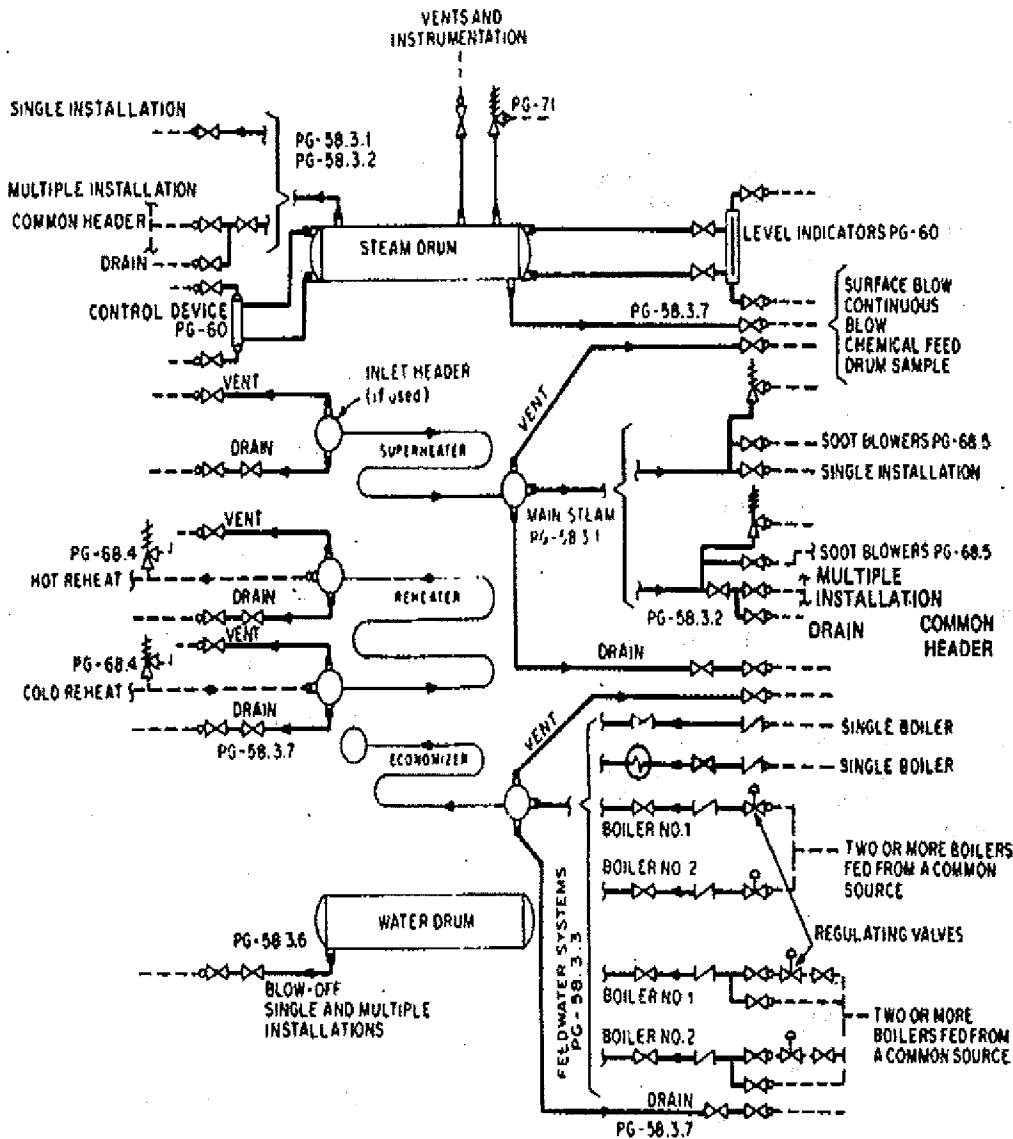 VENTS AND
INSTRUMENTATION
SINGLE INSTALLATION
PG-71
PG-58.3.1
PG-58.3.2
MULTIPLE INSTALLATION
COMMON HEADER
DRAIN
STEAM DRUM
LEVEL INDICATORS PG-60
CONTROL DEVICE
PG-60
PG-58.3.7
SURFACE BLOW
CONTINUOUS
BLOW
CHEMICAL FEED
DRUM SAMPLE
VENT
INLET HEADER
(if used)
VENT
DRAIN
SUPERHEATER
SOOT BLOWERS PG-68.5
SINGLE INSTALLATION
MAIN STEAM
PG-58.3.1
VENT
PG-68.4
HOT REHEAT
DRAIN
REHEATER
SOOT BLOWERS PG-68.5
MULTIPLE
INSTALLATION
PG-58.3.2
DRAIN
COMMON
HEADER
VENT
PG-68.4
COLD REHEAT
DRAIN
PG-58.3.7
DRAIN
VENT
ECONOMIZER
SINGLE BOILER
SINGLE BOILER
BOILER NO.1
BOILER NO 2
TWO OR MORE BOILERS
FED FROM A COMMON
SOURCE
REGULATING VALVES
WATER DRUM
PG-58 3.6
BLOW-OFF
SINGLE AND MULTIPLE
INSTALLATIONS
FEEDWATER SYSTEMS
PG-58.3.3
BOILER NO 1
BOILER NO.2
TWO OR MORE
BOILERS FED FROM
A COMMON SOURCE
DRAIN
PG-58.3.7